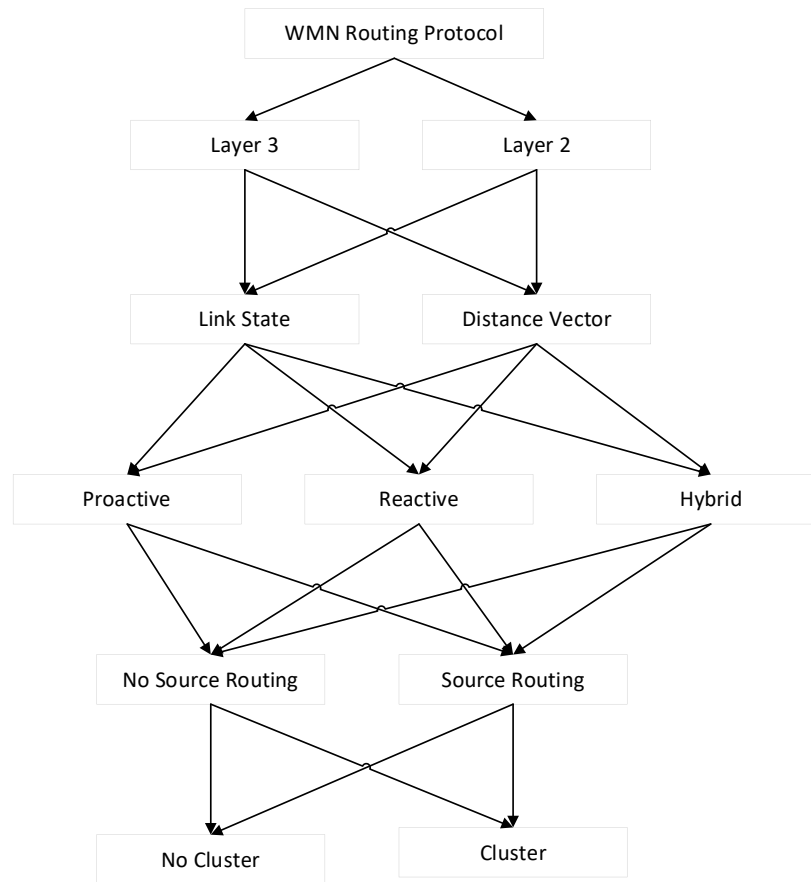 WMN Routing Protocol
Layer 3
Layer 2
Link State
Distance Vector
Proactive
Reactive
Hybrid
No Source Routing
Source Routing
No Cluster
Cluster